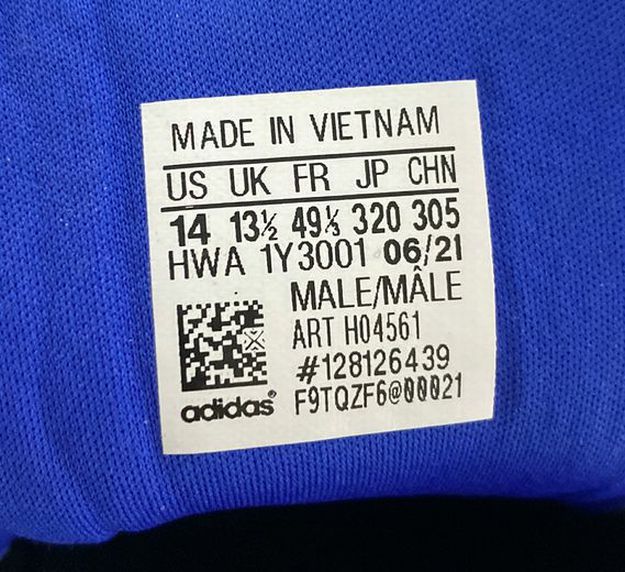 MADE IN VIETNAM
US UK FR JP CHN
14 13½ 49⅓ 320 305
HWA 1Y3001 06/21
MALE/MÂLE
ART H04561
#128126439
F9TQZF6@00021
adidas®